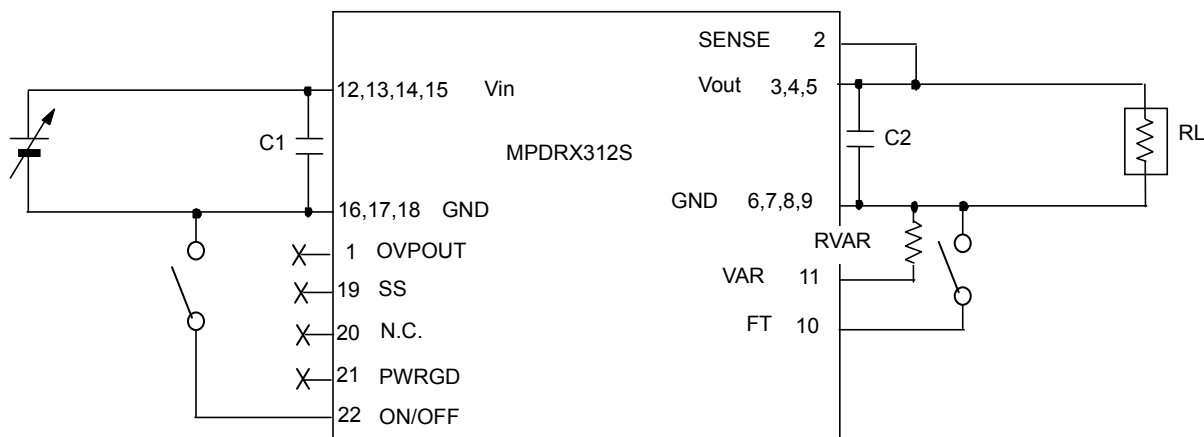 SENSE 2
12,13,14,15 Vin
Vout 3,4,5
C1
MPDRX312S
C2
RL
16,17,18 GND
GND 6,7,8,9
RVAR
1 OVPOUT
VAR 11
19 SS
FT 10
20 N.C.
21 PWRGD
22 ON/OFF